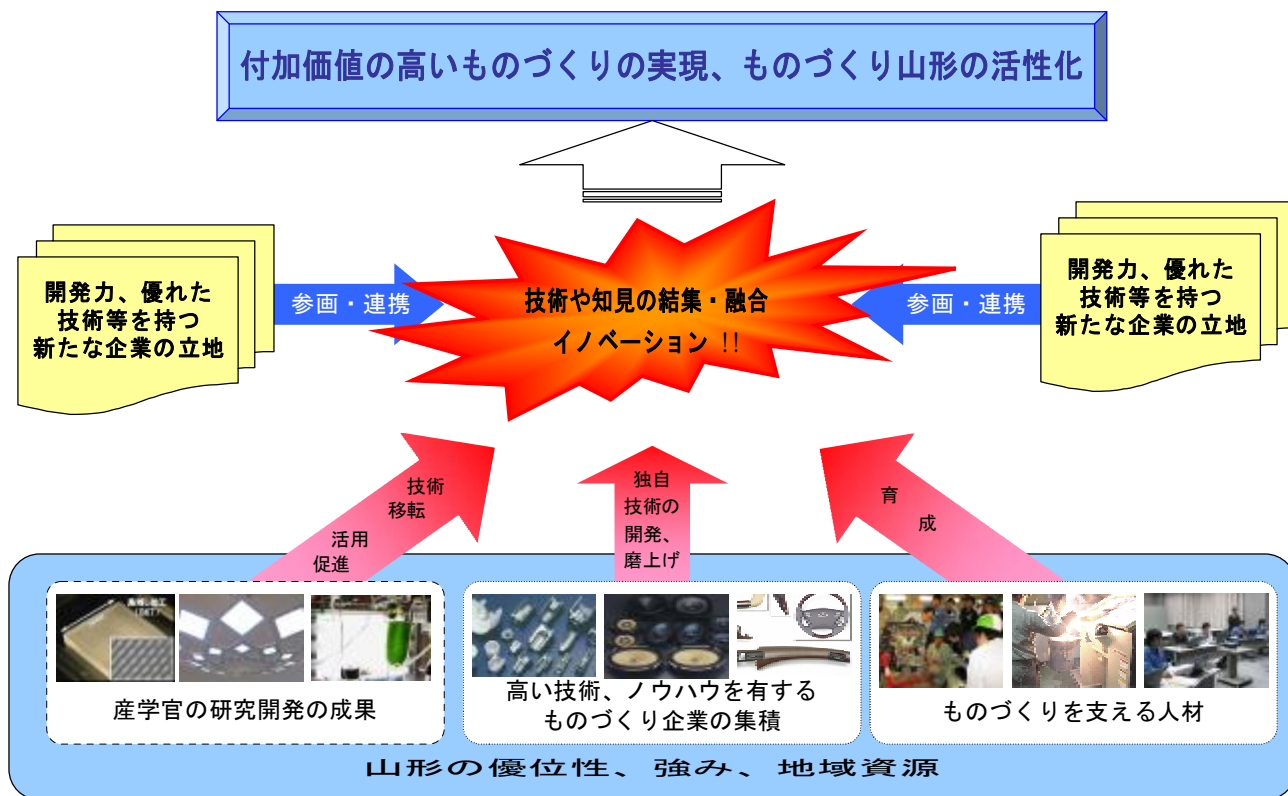 付加価値の高いものづくりの実現、ものづくり山形の活性化
開発力、優れた
技術等を持つ
新たな企業の立地
参画・連携
技術や知見の結集・融合
イノベーション !!
参画・連携
開発力、優れた
技術等を持つ
新たな企業の立地
技術
移転
活用
促進
独自
技術の
開発、
磨上げ
育
成
産学官の研究開発の成果
高い技術、ノウハウを有する
ものづくり企業の集積
ものづくりを支える人材
山形の優位性、強み、地域資源